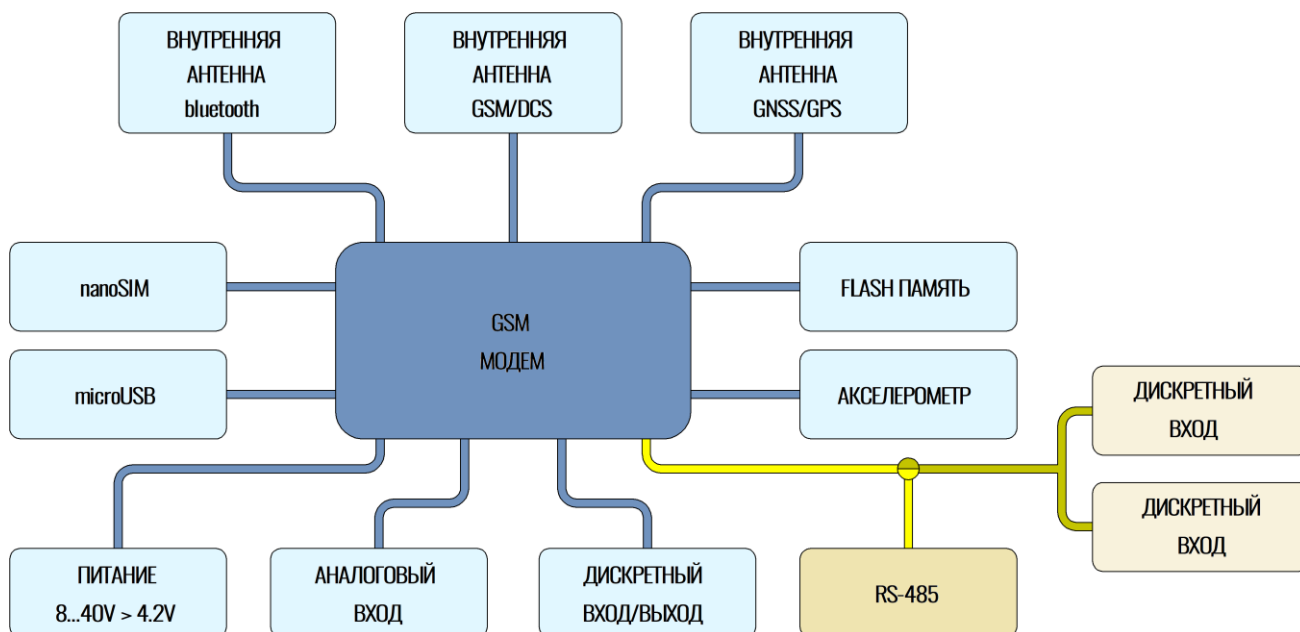 ВНУТРЕННЯЯ
АНТЕННА
bluetooth
ВНУТРЕННЯЯ
АНТЕННА
GSM/DCS
ВНУТРЕННЯЯ
АНТЕННА
GNSS/GPS
nanoSIM
GSM
МОДЕМ
FLASH ПАМЯТЬ
microUSB
АКСЕЛЕРОМЕТР
ДИСКРЕТНЫЙ
ВХОД
ДИСКРЕТНЫЙ
ВХОД
ПИТАНИЕ
8...40V > 4.2V
АНАЛОГОВЫЙ
ВХОД
ДИСКРЕТНЫЙ
ВХОД/ВЫХОД
RS-485